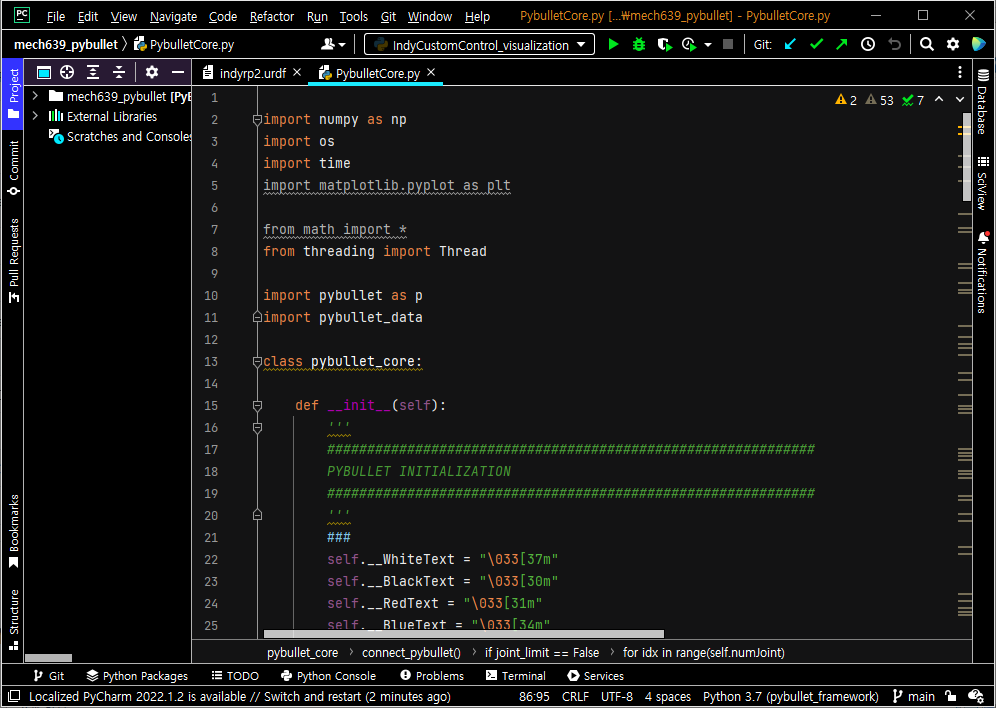 PC File Edit View Navigate Code Refactor Run Tools Git Window Help PybulletCore.py [...₩mech639_pybullet] - PybulletCore.py
mech639_pybullet PybulletCore.py IndyCustomControl_visualization Git:
Project
Commit
Pull Requests
Bookmarks
Structure
mech639_pybullet [PyE
External Libraries
Scratches and Consoles
indyrp2.urdf PybulletCore.py
2 53 7
1
2 import numpy as np
3 import os
4 import time
5 import matplotlib.pyplot as plt
6
7 from math import *
8 from threading import Thread
9
10 import pybullet as p
11 import pybullet_data
12
13 class pybullet_core:
14
15 def __init__(self):
16 '''
17 #############################################################
18 PYBULLET INITIALIZATION
19 #############################################################
20 '''
21 ###
22 self.__WhiteText = "\033[37m"
23 self.__BlackText = "\033[30m"
24 self.__RedText = "\033[31m"
25 self.__BlueText = "\033[34m"
Database
SciView
Notifications
pybullet_core › connect_pybullet() › if joint_limit == False › for idx in range(self.numJoint)
Git Python Packages TODO Python Console Problems Terminal Services
Localized PyCharm 2022.1.2 is available // Switch and restart (2 minutes ago) 86:95 CRLF UTF-8 4 spaces Python 3.7 (pybullet_framework) main